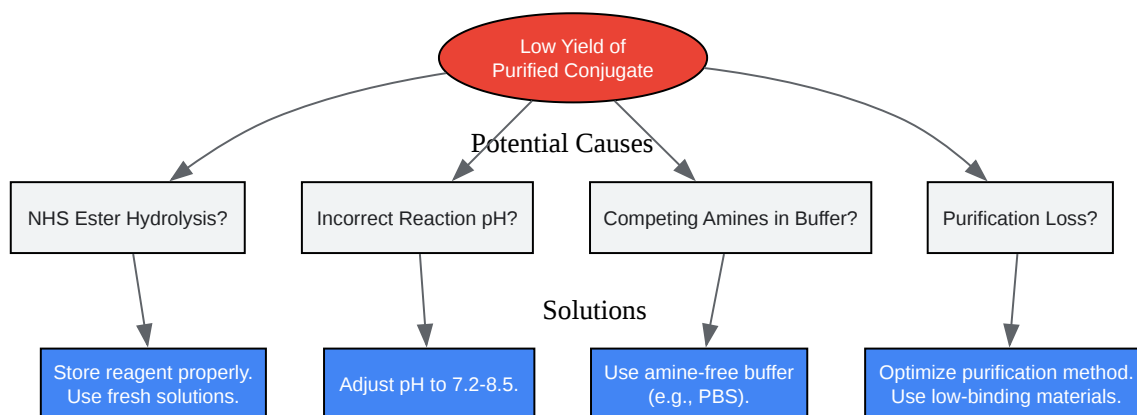 Low Yield of
Purified Conjugate
Potential Causes
NHS Ester Hydrolysis?
Incorrect Reaction pH?
Competing Amines in Buffer?
Purification Loss?
Solutions
Store reagent properly.
Use fresh solutions.
Adjust pH to 7.2-8.5.
Use amine-free buffer
(e.g., PBS).
Optimize purification method.
Use low-binding materials.